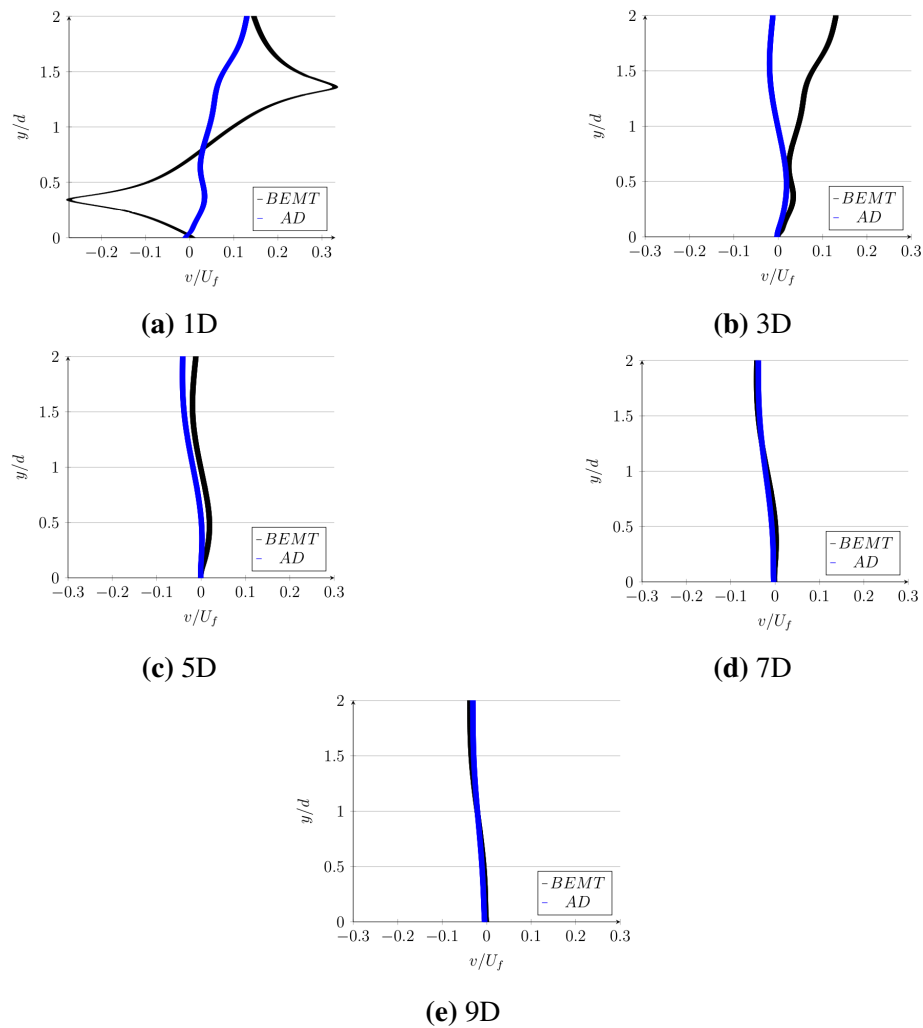 2
1.5
1
0.5
0
y/d
−0.2 −0.1 0 0.1 0.2 0.3
v/U_f
BEMT
AD
(a) 1D
2
1.5
1
0.5
0
y/d
−0.3 −0.2 −0.1 0 0.1 0.2 0.3
v/U_f
BEMT
AD
(b) 3D
2
1.5
1
0.5
0
y/d
−0.3 −0.2 −0.1 0 0.1 0.2 0.3
v/U_f
BEMT
AD
(c) 5D
2
1.5
1
0.5
0
y/d
−0.3 −0.2 −0.1 0 0.1 0.2 0.3
v/U_f
BEMT
AD
(d) 7D
2
1.5
1
0.5
0
y/d
−0.3 −0.2 −0.1 0 0.1 0.2 0.3
v/U_f
BEMT
AD
(e) 9D